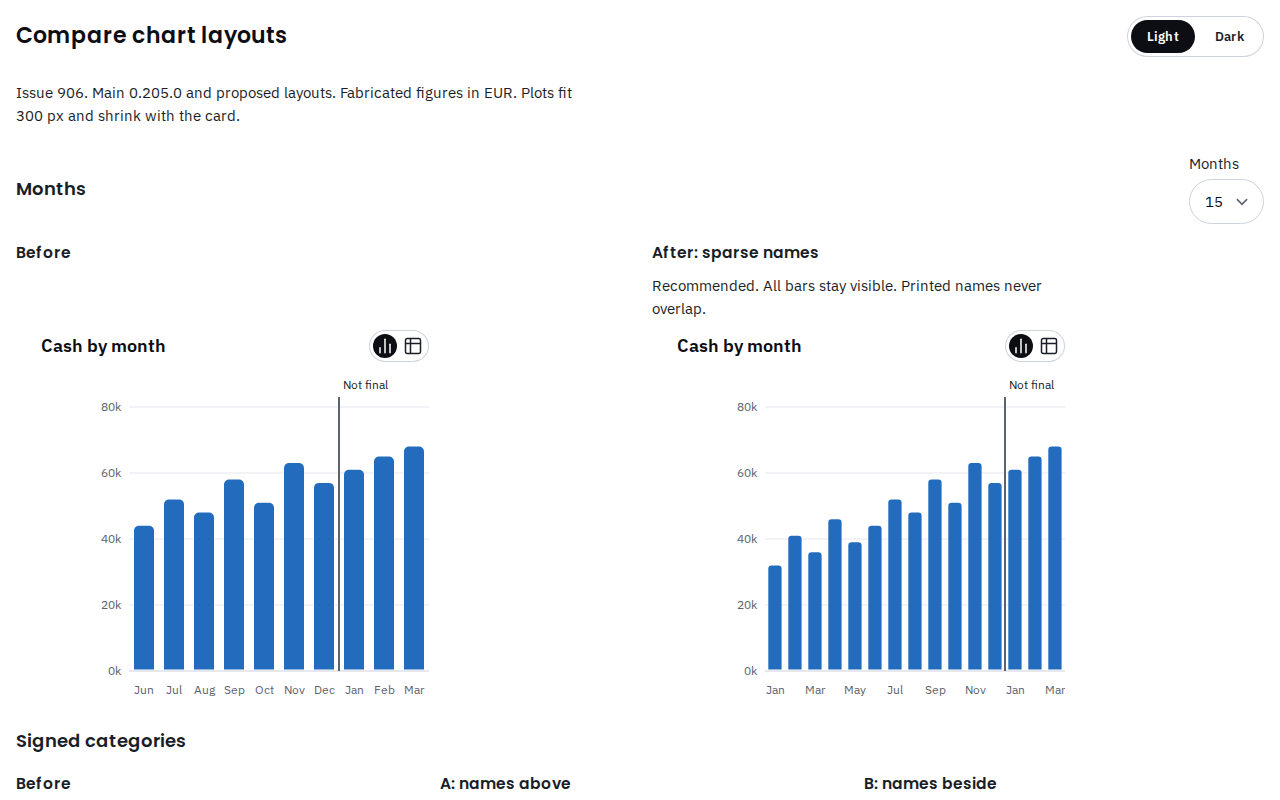 Compare chart layouts
Light
Dark
Issue 906. Main 0.205.0 and proposed layouts. Fabricated figures in EUR. Plots fit
300 px and shrink with the card.
Months
Months
15
Before
After: sparse names
Recommended. All bars stay visible. Printed names never
overlap.
Cash by month
Not final
80k
60k
40k
20k
0k
Jun Jul Aug Sep Oct Nov Dec Jan Feb Mar
Cash by month
Not final
80k
60k
40k
20k
0k
Jan Mar May Jul Sep Nov Jan Mar
Signed categories
Before
A: names above
B: names beside